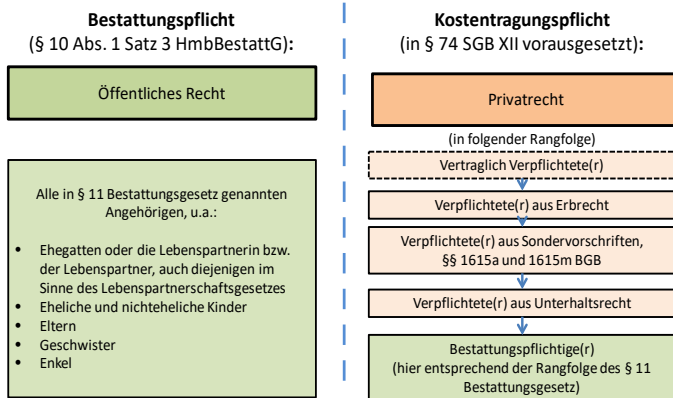 Bestattungspflicht
(§ 10 Abs. 1 Satz 3 HmbBestattG):
Öffentliches Recht
Alle in § 11 Bestattungsgesetz genannten
Angehörigen, u.a.:
• Ehegatten oder die Lebenspartnerin bzw.
der Lebenspartner, auch diejenigen im
Sinne des Lebenspartnerschaftsgesetzes
• Eheliche und nichteheliche Kinder
• Eltern
• Geschwister
• Enkel
Kostentragungspflicht
(in § 74 SGB XII vorausgesetzt):
Privatrecht
(in folgender Rangfolge)
Vertraglich Verpflichtete(r)
Verpflichtete(r) aus Erbrecht
Verpflichtete(r) aus Sondervorschriften,
§§ 1615a und 1615m BGB
Verpflichtete(r) aus Unterhaltsrecht
Bestattungspflichtige(r)
(hier entsprechend der Rangfolge des § 11
Bestattungsgesetz)